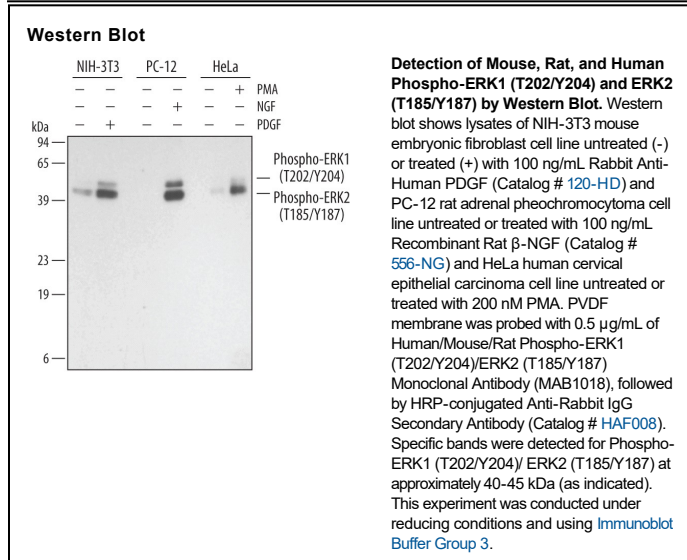 Western Blot
NIH-3T3 PC-12 HeLa
− − − − − + PMA
− − − + − − NGF
− + − − − − PDGF
kDa
94
65
39
23
19
6
Phospho-ERK1
(T202/Y204)
Phospho-ERK2
(T185/Y187)
Detection of Mouse, Rat, and Human
Phospho-ERK1 (T202/Y204) and ERK2
(T185/Y187) by Western Blot. Western
blot shows lysates of NIH-3T3 mouse
embryonic fibroblast cell line untreated (-)
or treated (+) with 100 ng/mL Rabbit Anti-
Human PDGF (Catalog # 120-HD) and
PC-12 rat adrenal pheochromocytoma cell
line untreated or treated with 100 ng/mL
Recombinant Rat β-NGF (Catalog #
556-NG) and HeLa human cervical
epithelial carcinoma cell line untreated or
treated with 200 nM PMA. PVDF
membrane was probed with 0.5 µg/mL of
Human/Mouse/Rat Phospho-ERK1
(T202/Y204)/ERK2 (T185/Y187)
Monoclonal Antibody (MAB1018), followed
by HRP-conjugated Anti-Rabbit IgG
Secondary Antibody (Catalog # HAF008).
Specific bands were detected for Phospho-
ERK1 (T202/Y204)/ ERK2 (T185/Y187) at
approximately 40-45 kDa (as indicated).
This experiment was conducted under
reducing conditions and using Immunoblot
Buffer Group 3.